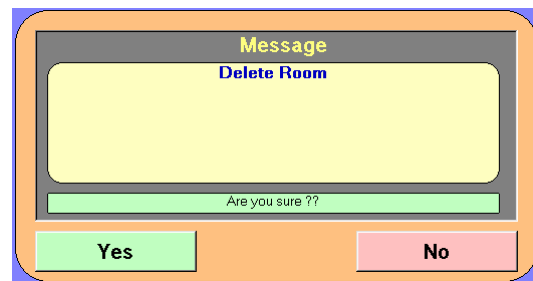 Message
Delete Room
Are you sure ??
Yes
No